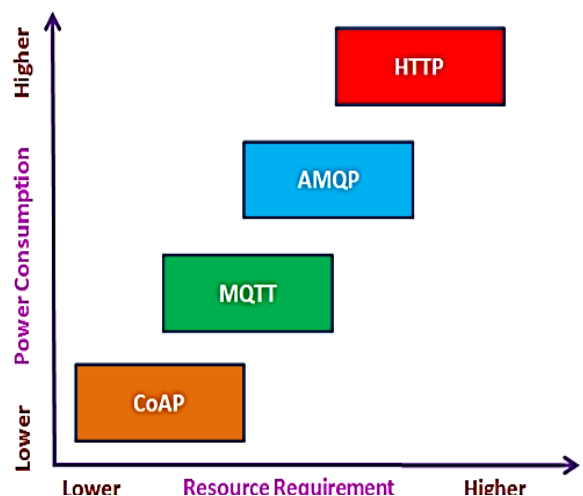 Higher
HTTP
AMQP
Power Consumption
MQTT
CoAP
Lower
Lower Resource Requirement Higher